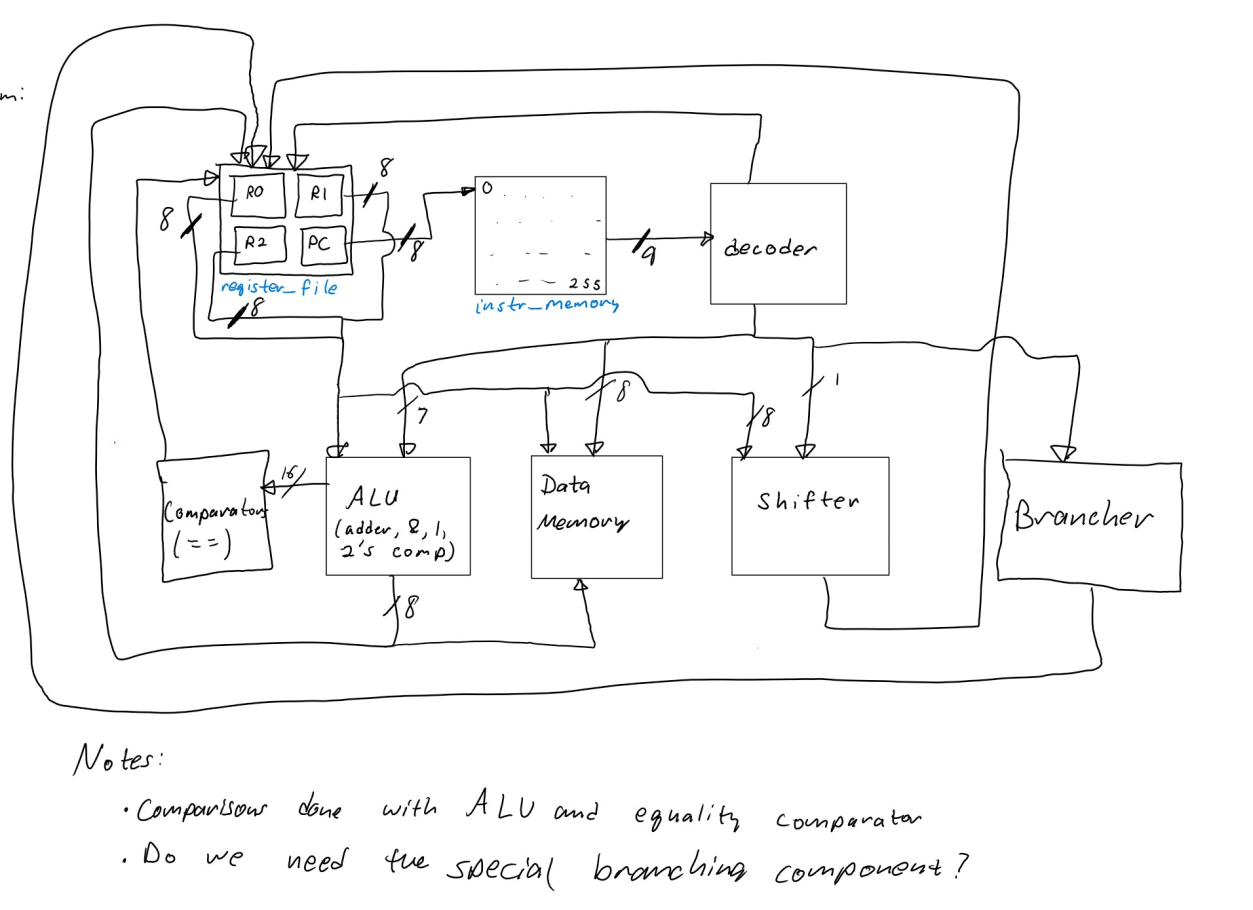 m:
8
R0
R1
8
0
8
R2
PC
8
9
decoder
255
register_file
instr_memory
8
7
8
8
1
16
Comparator
(==)
ALU
(adder, &, |,
2's comp)
Data
Memory
Shifter
Brancher
8
Notes:
• Comparisons done with ALU and equality comparator
• Do we need the special branching component?